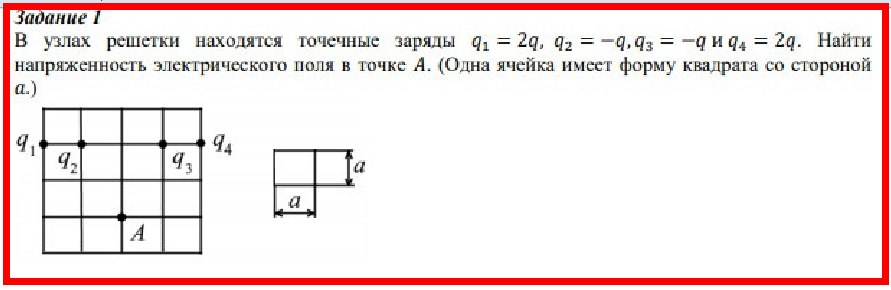 Задание 1
В узлах решетки находятся точечные заряды q₁ = 2q, q₂ = −q, q₃ = −q и q₄ = 2q. Найти
напряженность электрического поля в точке A. (Одна ячейка имеет форму квадрата со стороной
a.)
q₁ q₂ q₃ q₄
a
a
A